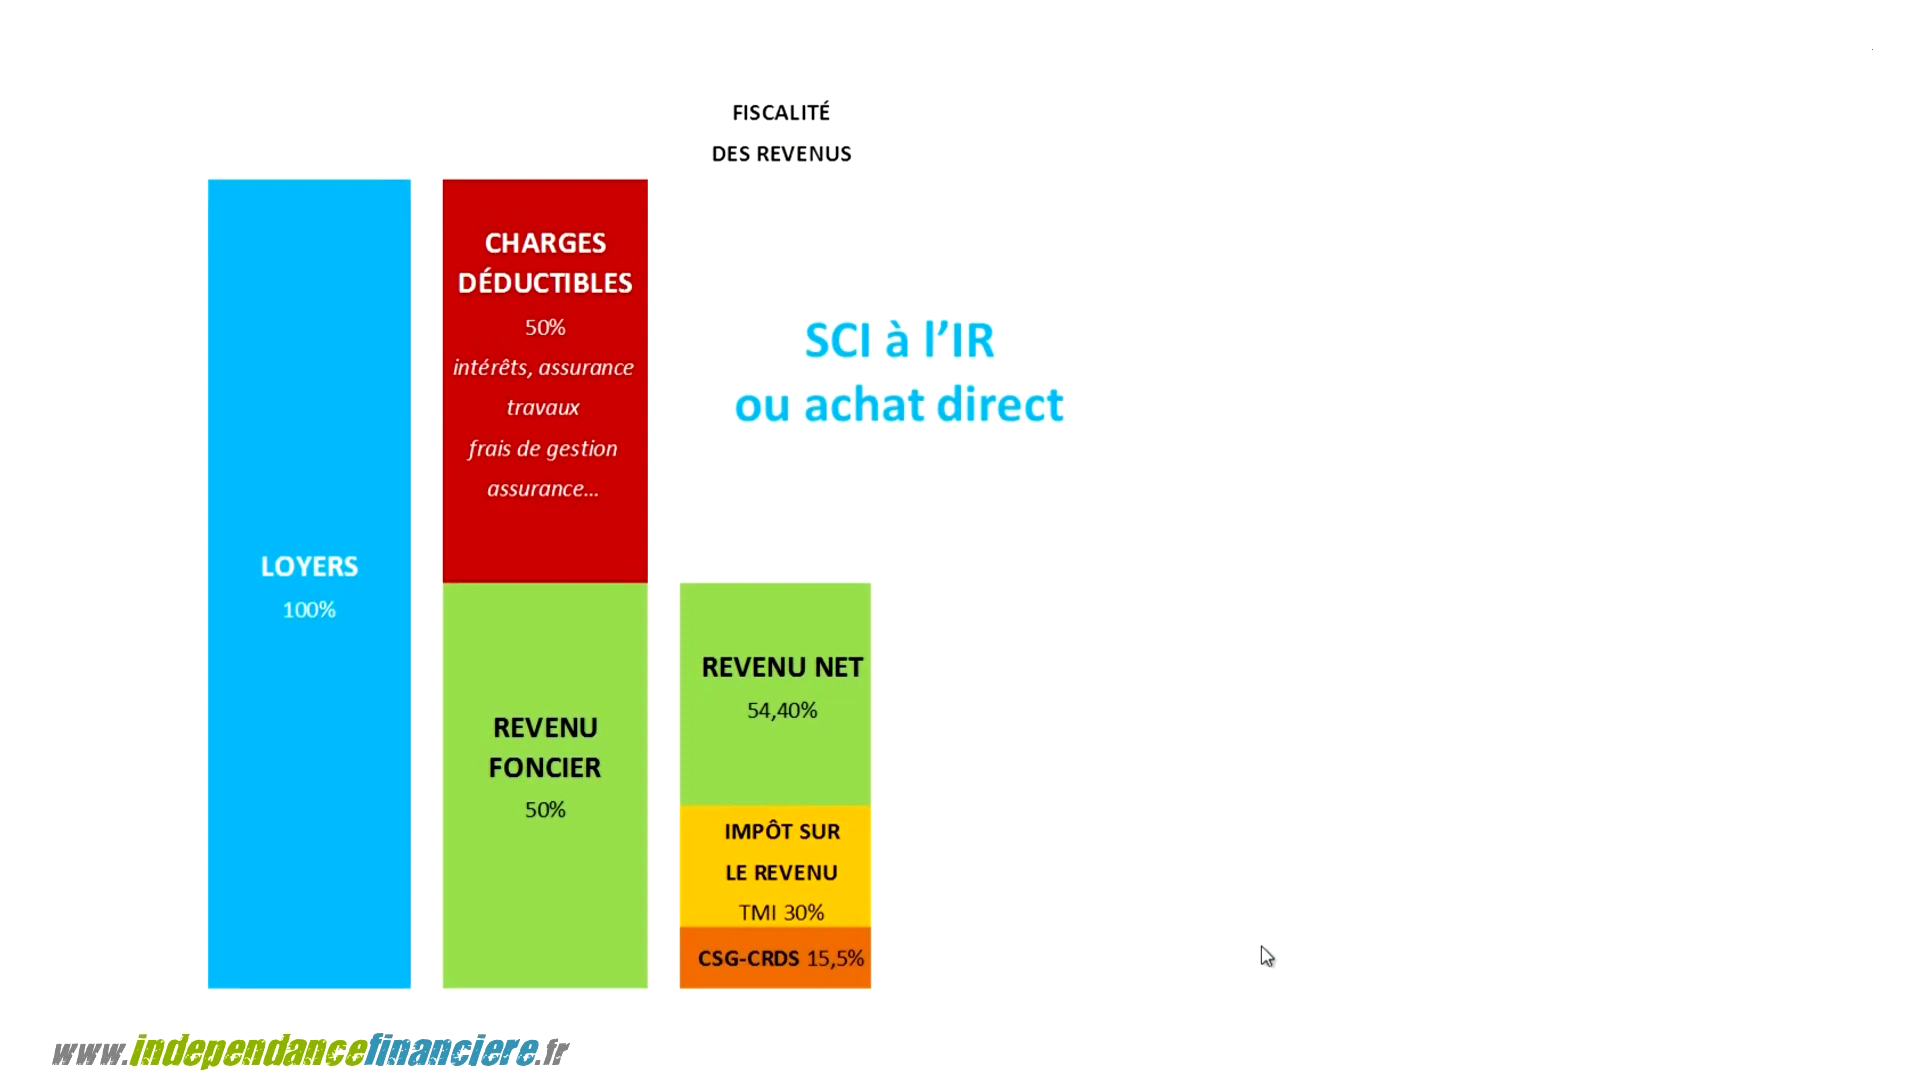 FISCALITÉ
DES REVENUS
CHARGES
DÉDUCTIBLES
50%
intérêts, assurance
travaux
frais de gestion
assurance...
SCI à l’IR
ou achat direct
LOYERS
100%
REVENU
FONCIER
50%
REVENU NET
54,40%
IMPÔT SUR
LE REVENU
TMI 30%
CSG-CRDS 15,5%
www.independancefinanciere.fr